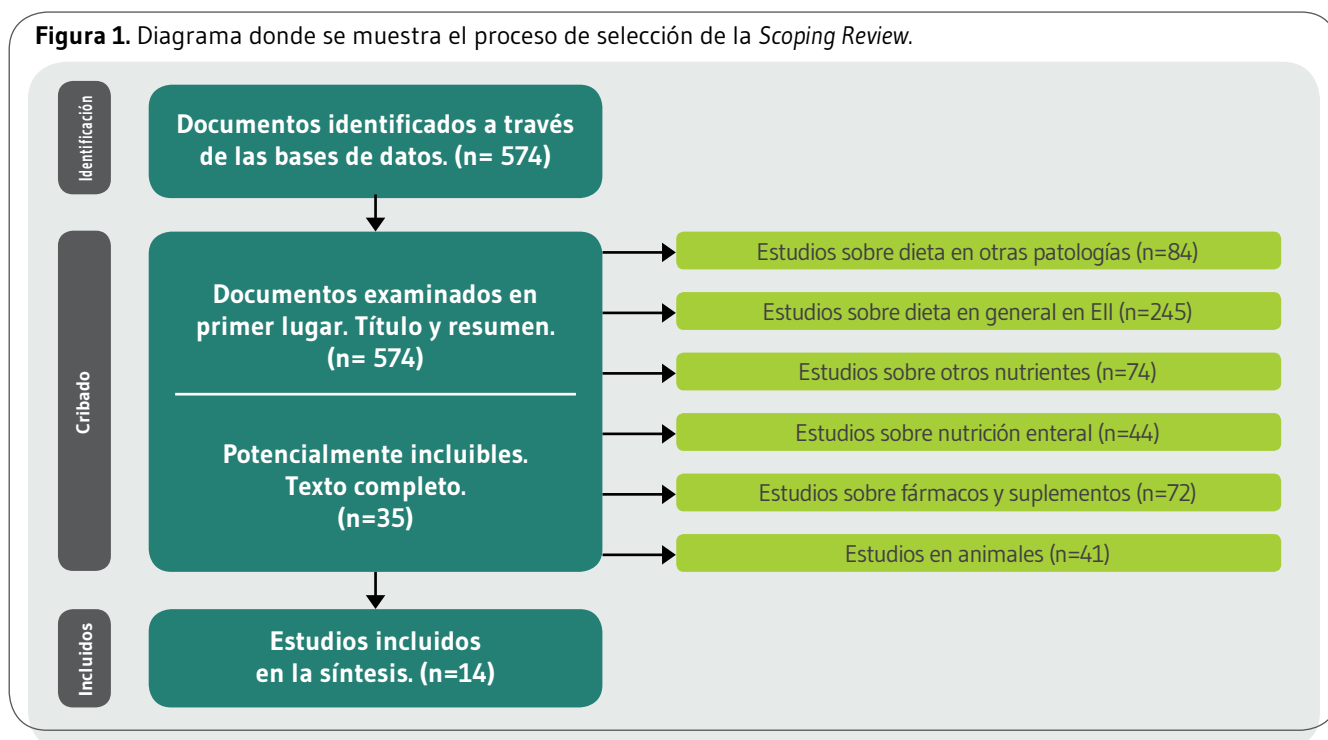 Figura 1. Diagrama donde se muestra el proceso de selección de la Scoping Review.
Identificación
Documentos identificados a través
de las bases de datos. (n= 574)
Cribado
Documentos examinados en
primer lugar. Título y resumen.
(n= 574)
Potencialmente incluibles.
Texto completo.
(n=35)
Estudios sobre dieta en otras patologías (n=84)
Estudios sobre dieta en general en EII (n=245)
Estudios sobre otros nutrientes (n=74)
Estudios sobre nutrición enteral (n=44)
Estudios sobre fármacos y suplementos (n=72)
Estudios en animales (n=41)
Incluidos
Estudios incluidos
en la síntesis. (n=14)